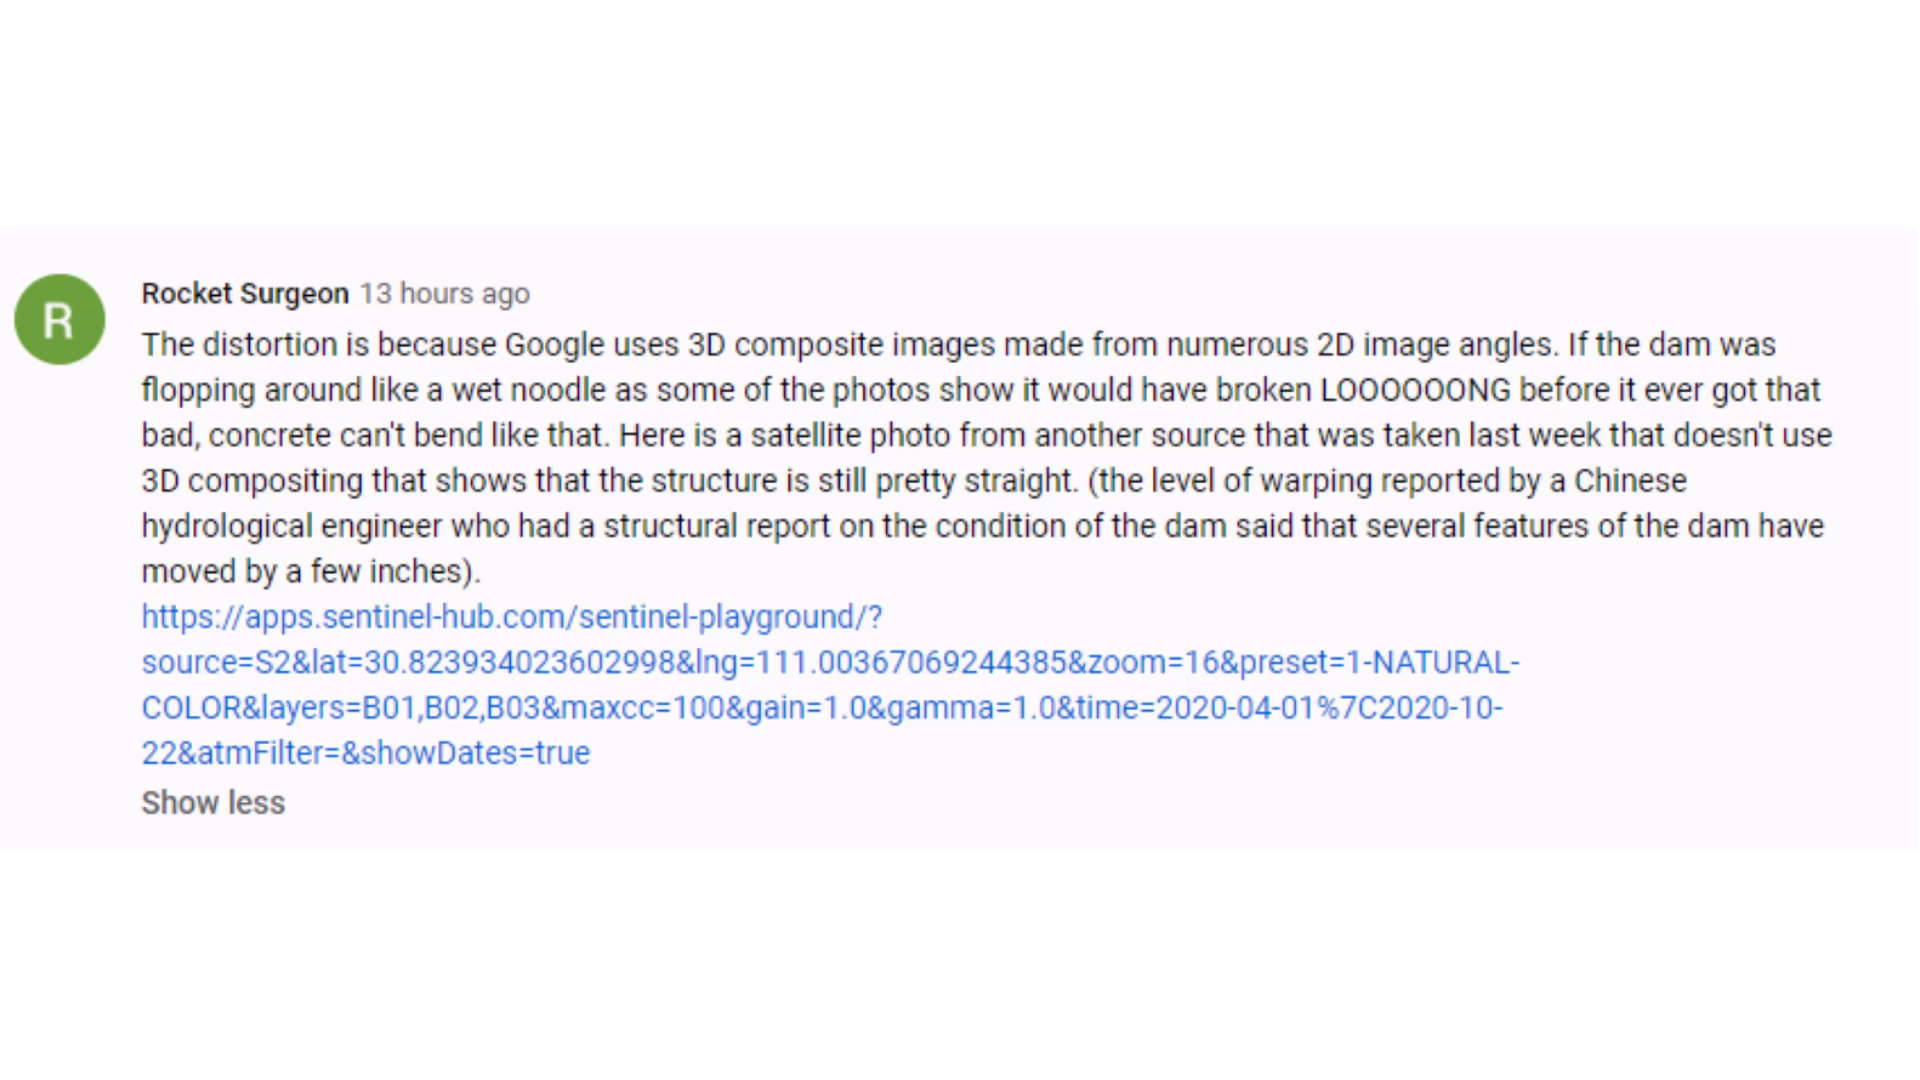 R
Rocket Surgeon 13 hours ago
The distortion is because Google uses 3D composite images made from numerous 2D image angles. If the dam was
flopping around like a wet noodle as some of the photos show it would have broken LOOOOOONG before it ever got that
bad, concrete can't bend like that. Here is a satellite photo from another source that was taken last week that doesn't use
3D compositing that shows that the structure is still pretty straight. (the level of warping reported by a Chinese
hydrological engineer who had a structural report on the condition of the dam said that several features of the dam have
moved by a few inches).
https://apps.sentinel-hub.com/sentinel-playground/?
source=S2&lat=30.823934023602998&lng=111.00367069244385&zoom=16&preset=1-NATURAL-
COLOR&layers=B01,B02,B03&maxcc=100&gain=1.0&gamma=1.0&time=2020-04-01%7C2020-10-
22&atmFilter=&showDates=true
Show less